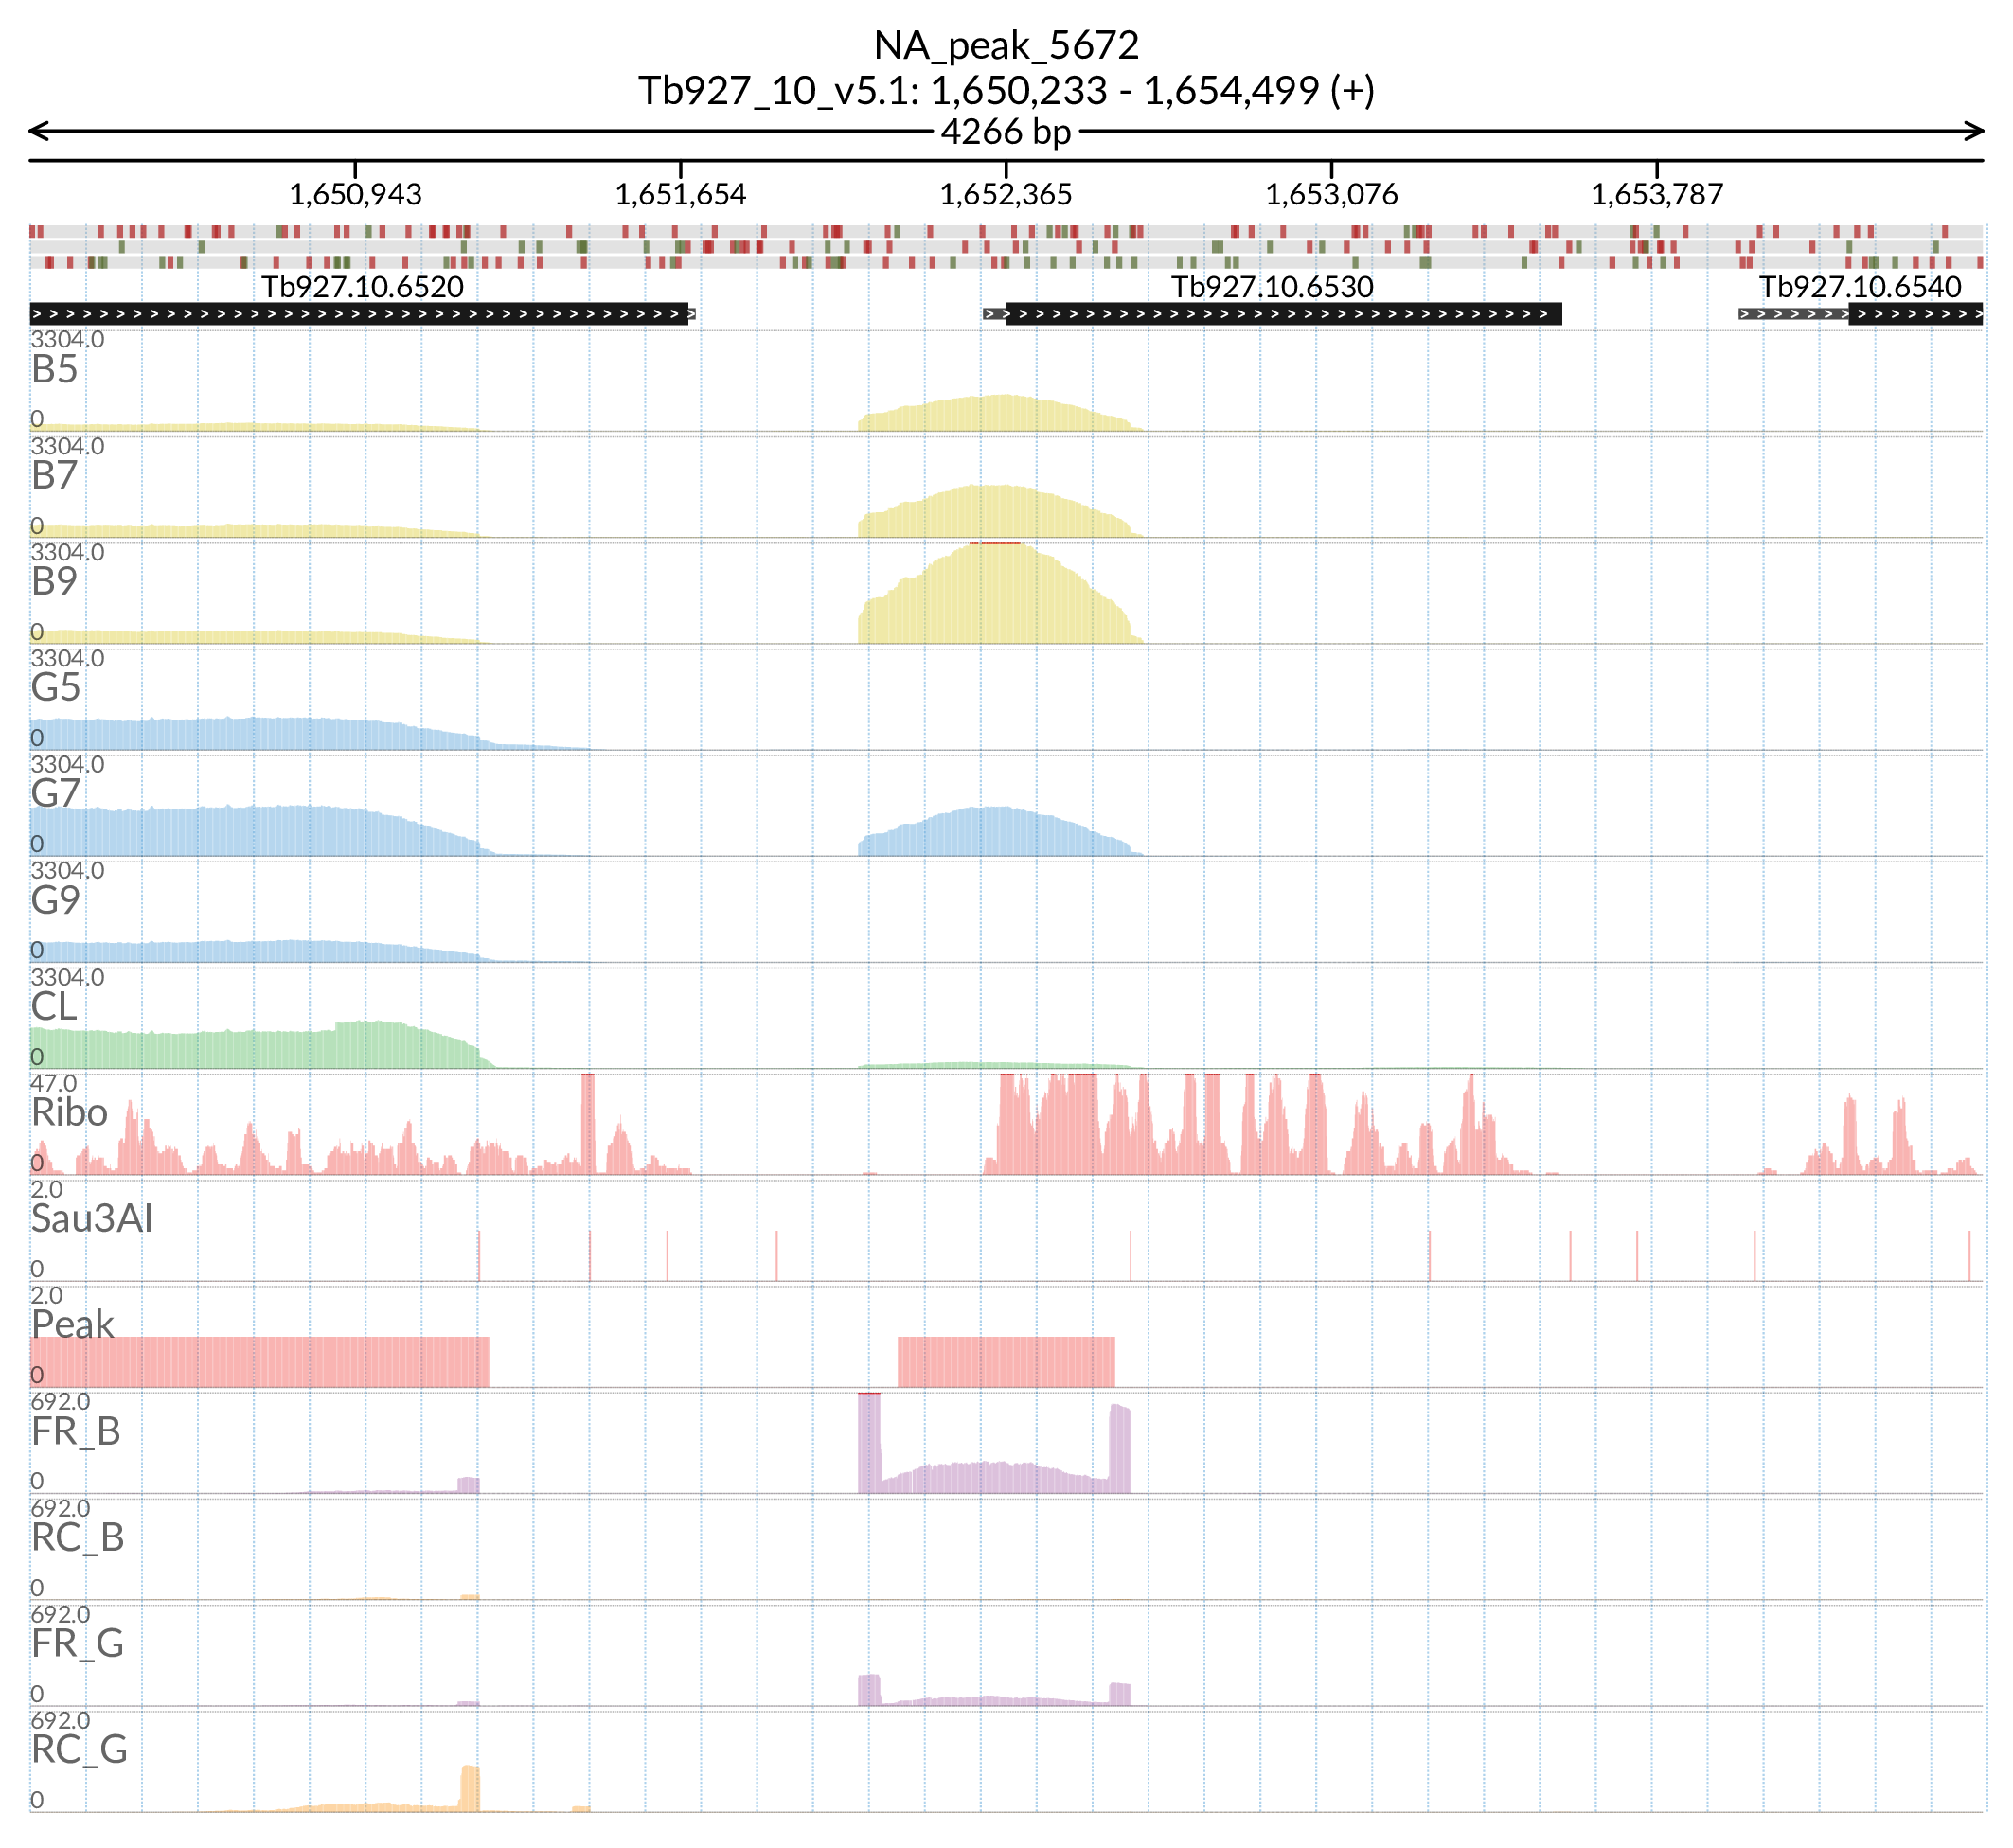 NA_peak_5672
Tb927_10_v5.1: 1,650,233 - 1,654,499 (+)
4266 bp
1,650,943 1,651,654 1,652,365 1,653,076 1,653,787
Tb927.10.6520 Tb927.10.6530 Tb927.10.6540
3304.0
B5
0
3304.0
B7
0
3304.0
B9
0
3304.0
G5
0
3304.0
G7
0
3304.0
G9
0
3304.0
CL
0
47.0
Ribo
0
2.0
Sau3AI
0
2.0
Peak
0
692.0
FR_B
0
692.0
RC_B
0
692.0
FR_G
0
692.0
RC_G
0